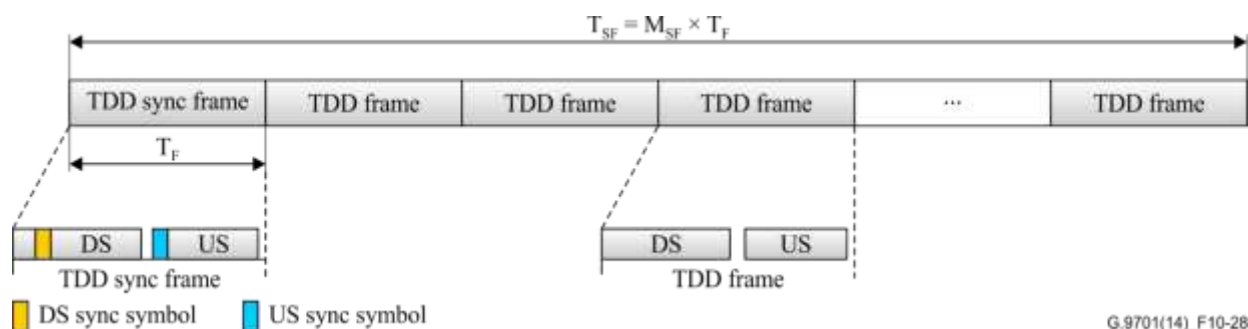 T_SF = M_SF × T_F
TDD sync frame TDD frame TDD frame TDD frame ... TDD frame
T_F
DS US DS US
TDD sync frame TDD frame
DS sync symbol US sync symbol
G.9701(14)_F10-28